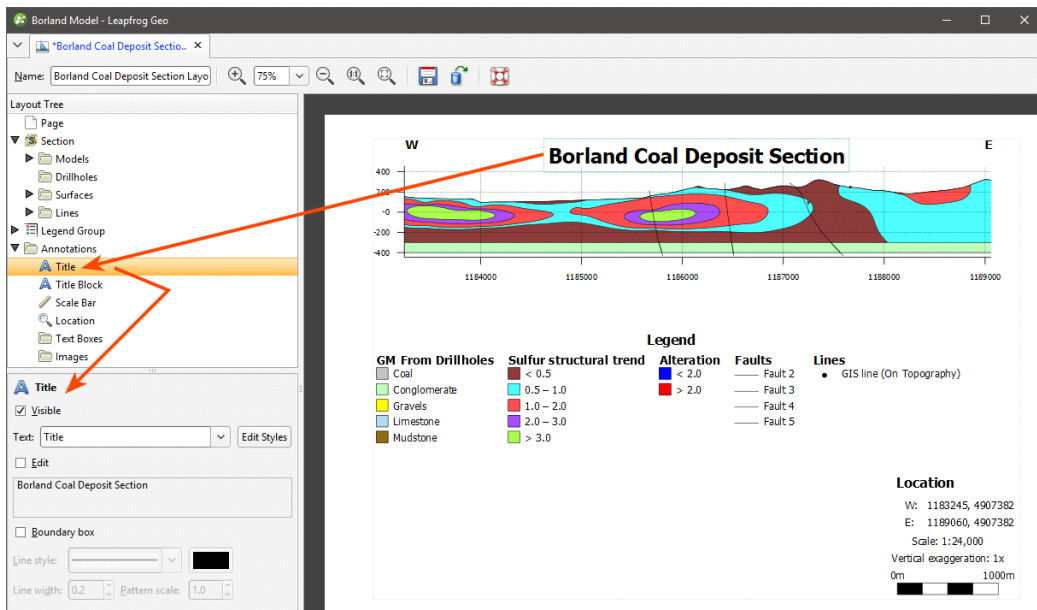 Borland Model - Leapfrog Geo
*Borland Coal Deposit Sectio..
Name: Borland Coal Deposit Section Layo
75%
Layout Tree
Page
Section
Models
Drillholes
Surfaces
Lines
Legend Group
Annotations
Title
Title Block
Scale Bar
Location
Text Boxes
Images
Title
Visible
Text: Title Edit Styles
Edit
Borland Coal Deposit Section
Boundary box
Line style:
Line width: 0.2 Pattern scale: 1.0
W E
Borland Coal Deposit Section
400
200
-0
-200
-400
1184000 1185000 1186000 1187000 1188000 1189000
Legend
GM From Drillholes Sulfur structural trend Alteration Faults Lines
Coal < 0.5 < 2.0 Fault 2 GIS line (On Topography)
Conglomerate 0.5 – 1.0 > 2.0 Fault 3
Gravels 1.0 – 2.0 Fault 4
Limestone 2.0 – 3.0 Fault 5
Mudstone > 3.0
Location
W: 1183245, 4907382
E: 1189060, 4907382
Scale: 1:24,000
Vertical exaggeration: 1x
0m 1000m